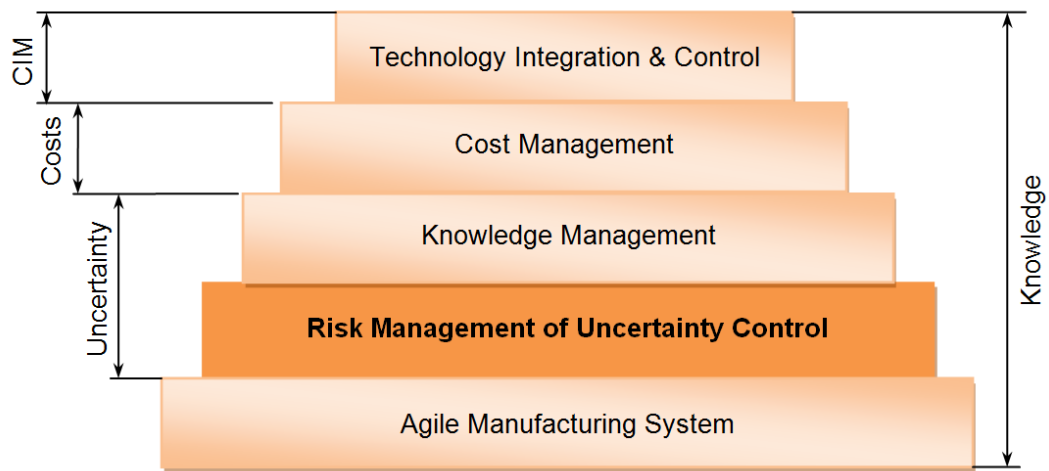 CIM
Technology Integration & Control
Costs
Cost Management
Uncertainty
Knowledge Management
Risk Management of Uncertainty Control
Agile Manufacturing System
Knowledge